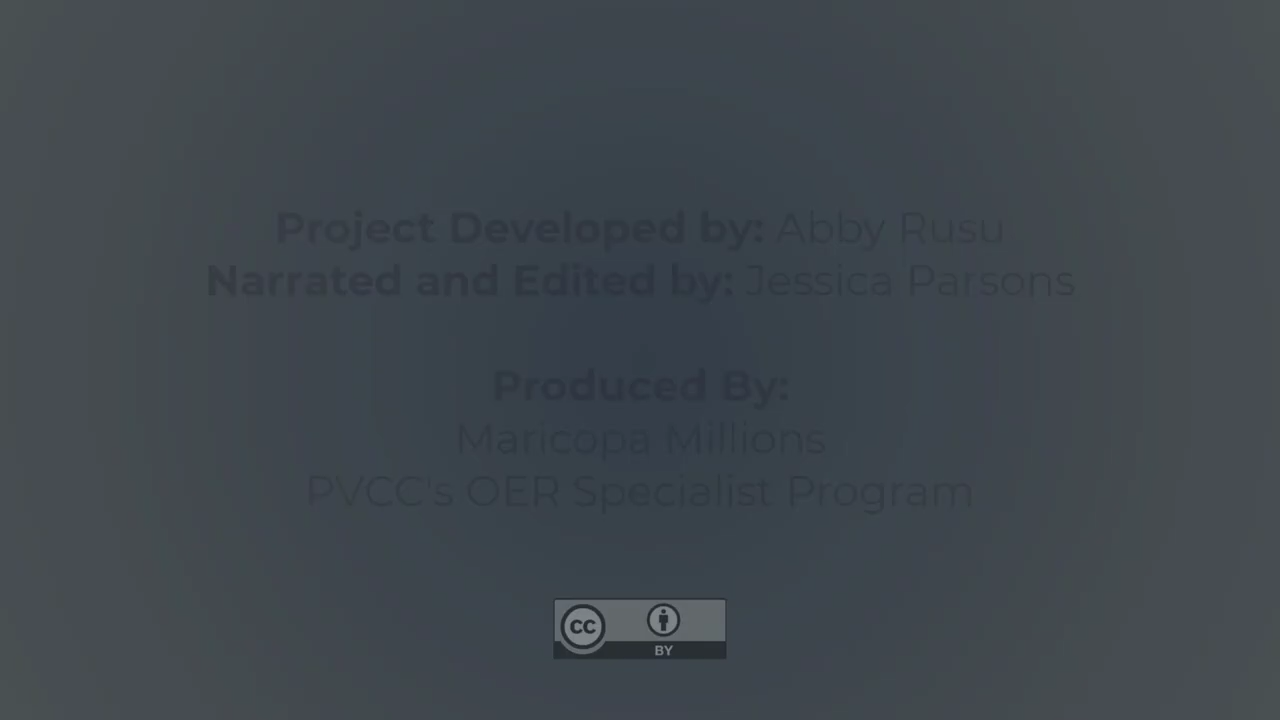 Project Developed by: Abby Rusu
Narrated and Edited by: Jessica Parsons
Produced By:
Maricopa Millions
PVCC's OER Specialist Program
CC
BY